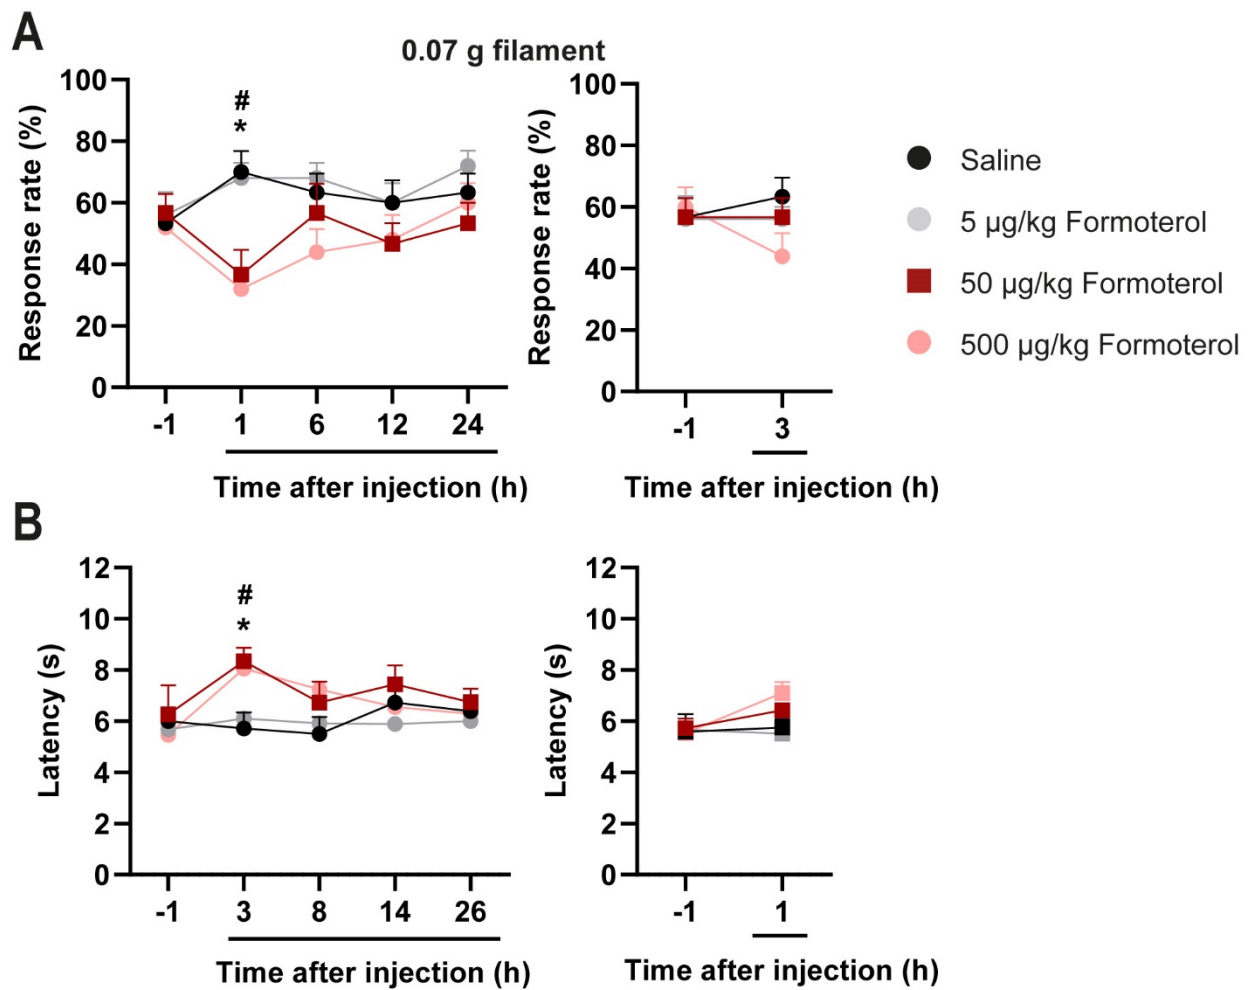 A
0.07 g filament
Response rate (%)
100
80
60
40
20
0
#
*
-1 1 6 12 24
Time after injection (h)
Response rate (%)
100
80
60
40
20
0
-1 3
Time after injection (h)
Saline
5 µg/kg Formoterol
50 µg/kg Formoterol
500 µg/kg Formoterol
B
Latency (s)
12
10
8
6
4
2
0
#
*
-1 3 8 14 26
Time after injection (h)
Latency (s)
12
10
8
6
4
2
0
-1 1
Time after injection (h)